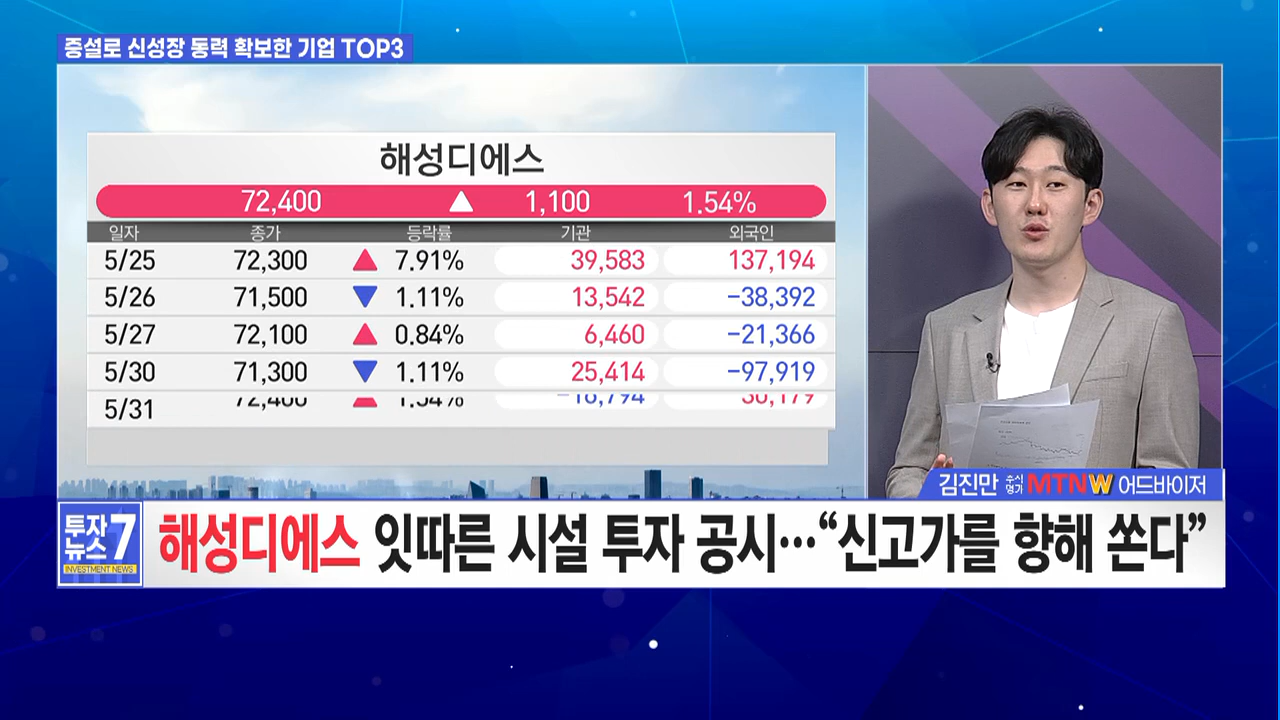 증설로 신성장 동력 확보한 기업 TOP3
해성디에스
72,400 ▲ 1,100 1.54%
일자 종가 등락률 기관 외국인
5/25 72,300 ▲ 7.91% 39,583 137,194
5/26 71,500 ▼ 1.11% 13,542 -38,392
5/27 72,100 ▲ 0.84% 6,460 -21,366
5/30 71,300 ▼ 1.11% 25,414 -97,919
5/31
김진만 MTNW 어드바이저
투자
뉴스 7
INVESTMENT NEWS
해성디에스 잇따른 시설 투자 공시…“신고가를 향해 쏜다”